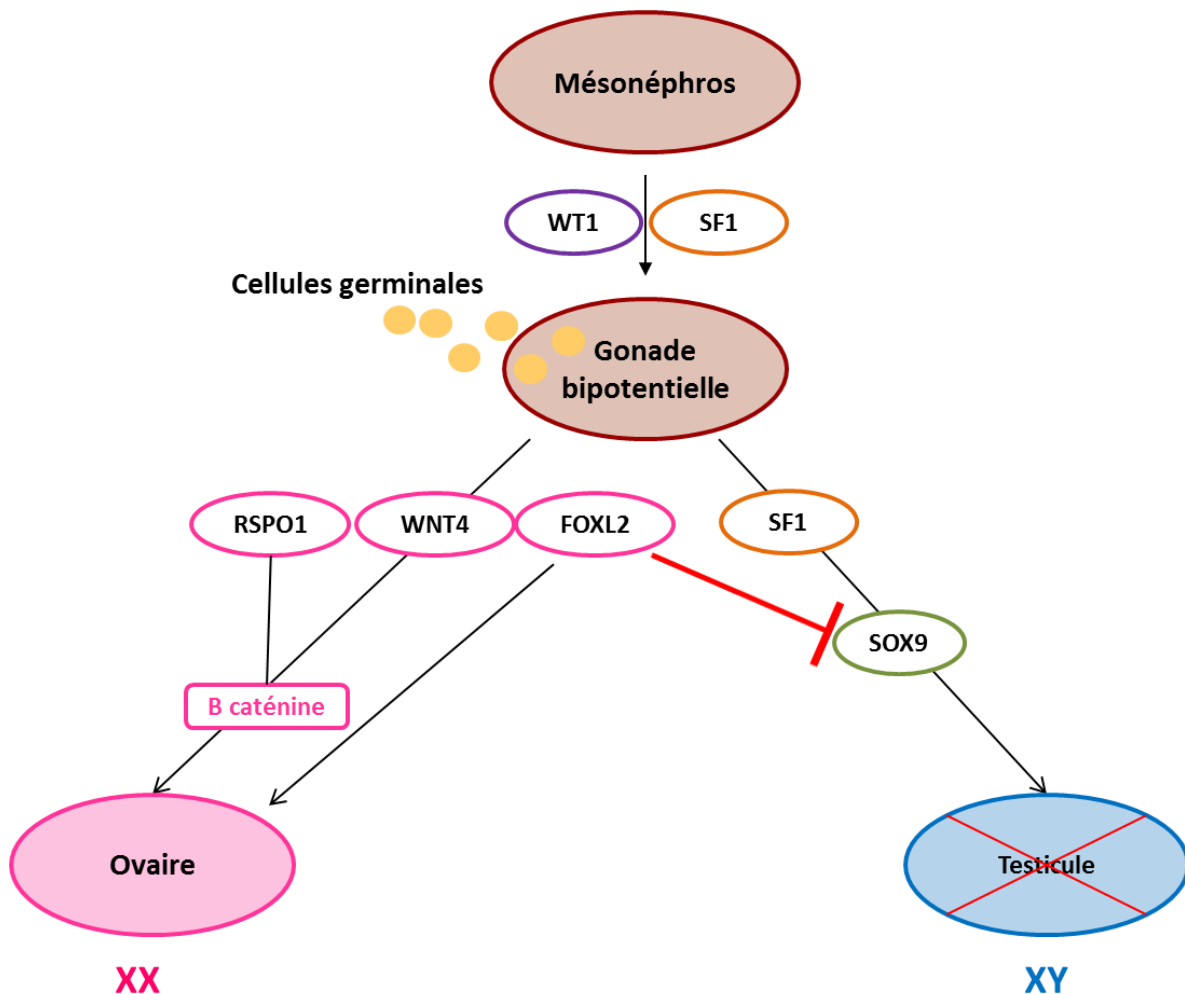 Mésonéphros
WT1
SF1
Cellules germinales
Gonade
bipotentielle
RSPO1
WNT4
FOXL2
SF1
SOX9
B caténine
Ovaire
Testicule
XX
XY